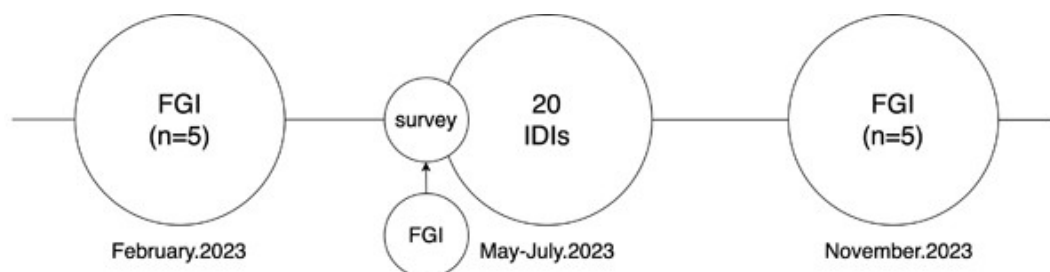 FGI
(n=5)
survey
20
IDIs
FGI
(n=5)
FGI
February.2023
May-July.2023
November.2023